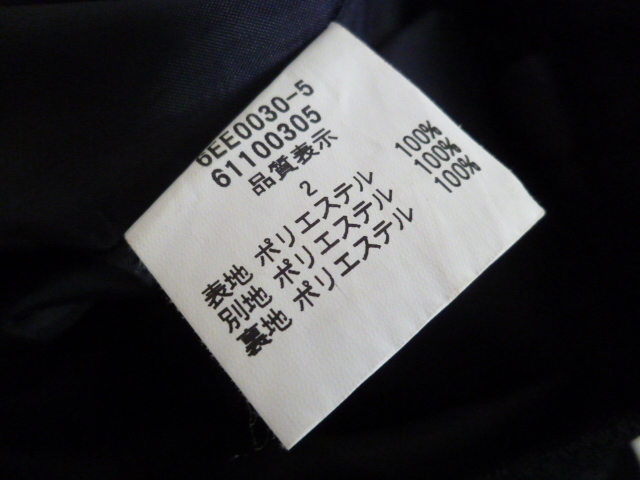 6EE0030-5
61100305
品質表示
2
表地 ポリエステル 100%
別地 ポリエステル 100%
裏地 ポリエステル 100%